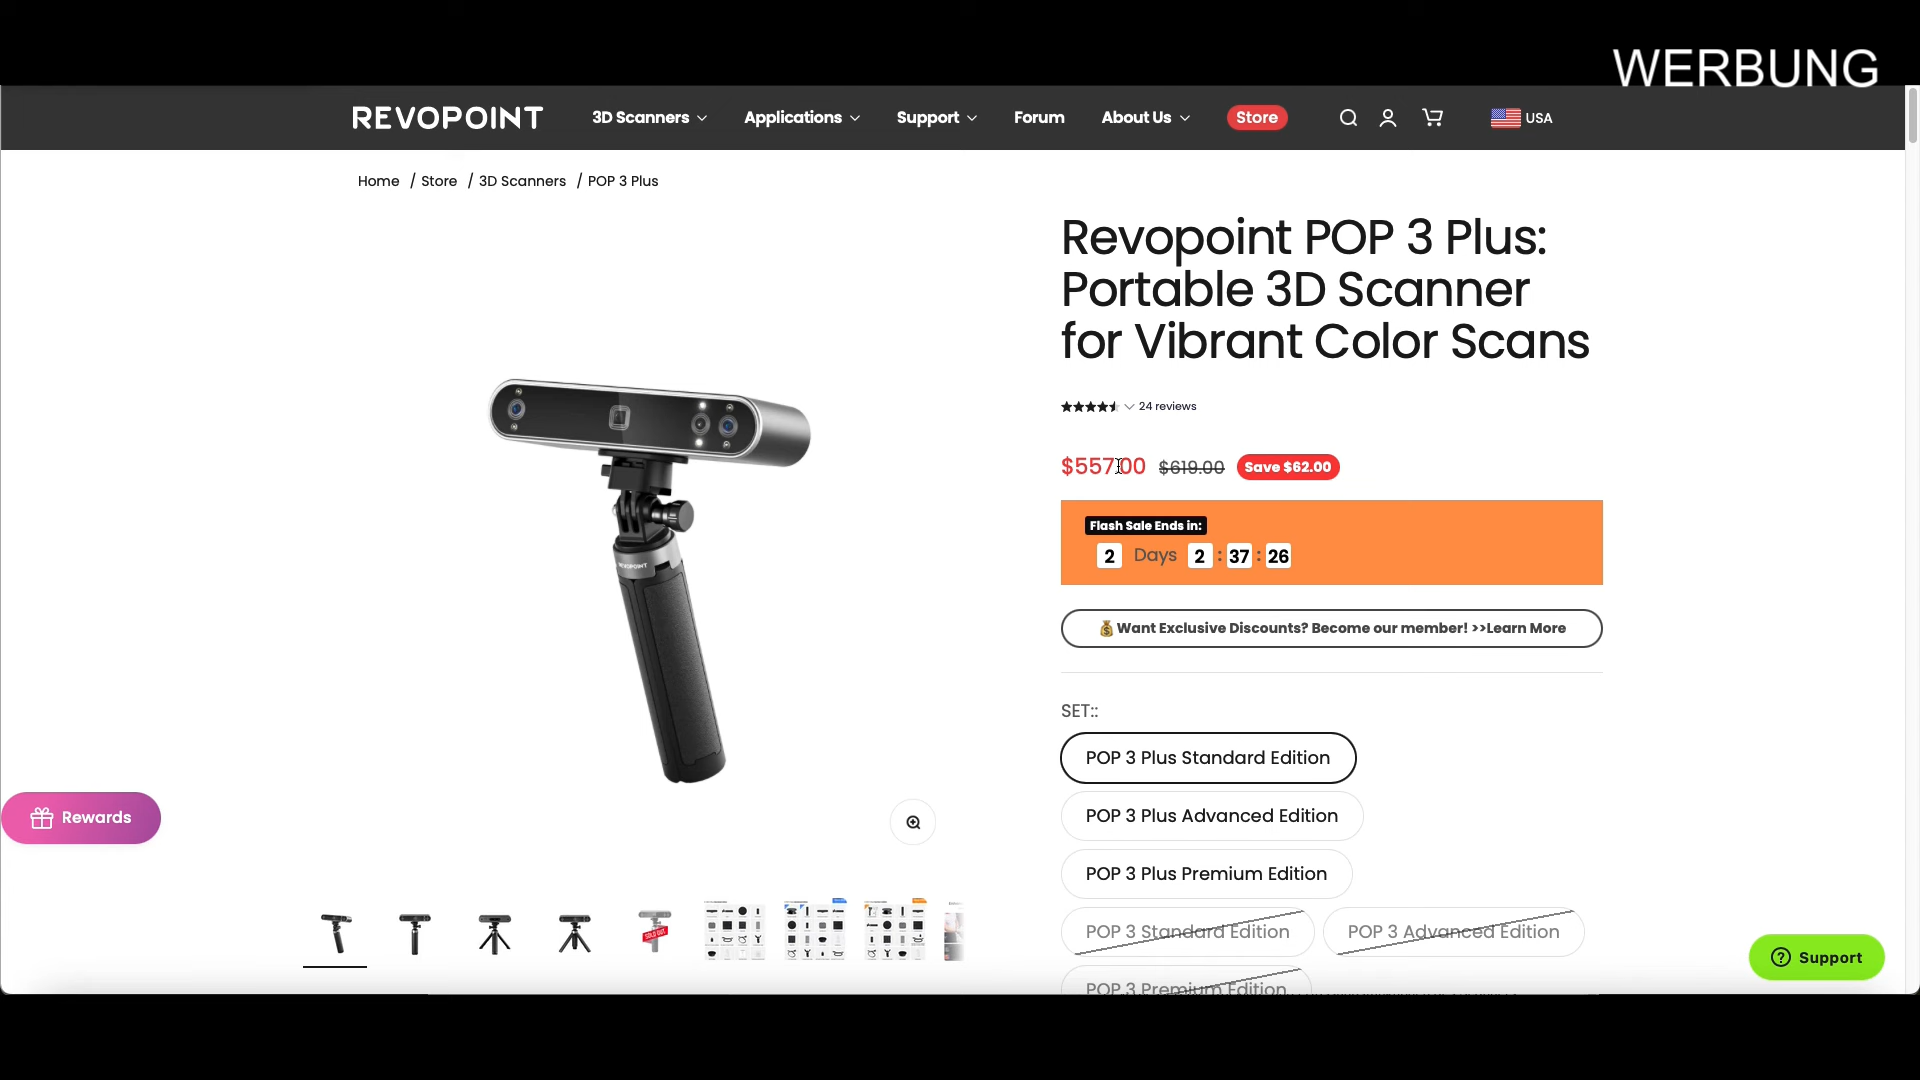 WERBUNG
REVOPOINT
3D Scanners
Applications
Support
Forum
About Us
Store
USA
Home / Store / 3D Scanners / POP 3 Plus
Revopoint POP 3 Plus:
Portable 3D Scanner
for Vibrant Color Scans
24 reviews
$557.00 $619.00 Save $62.00
Flash Sale Ends in:
2 Days 2 : 37 : 26
Want Exclusive Discounts? Become our member! >>Learn More
SET::
POP 3 Plus Standard Edition
POP 3 Plus Advanced Edition
POP 3 Plus Premium Edition
POP 3 Standard Edition
POP 3 Advanced Edition
POP 3 Premium Edition
REVOPOINT
Rewards
SOLD OUT
Support